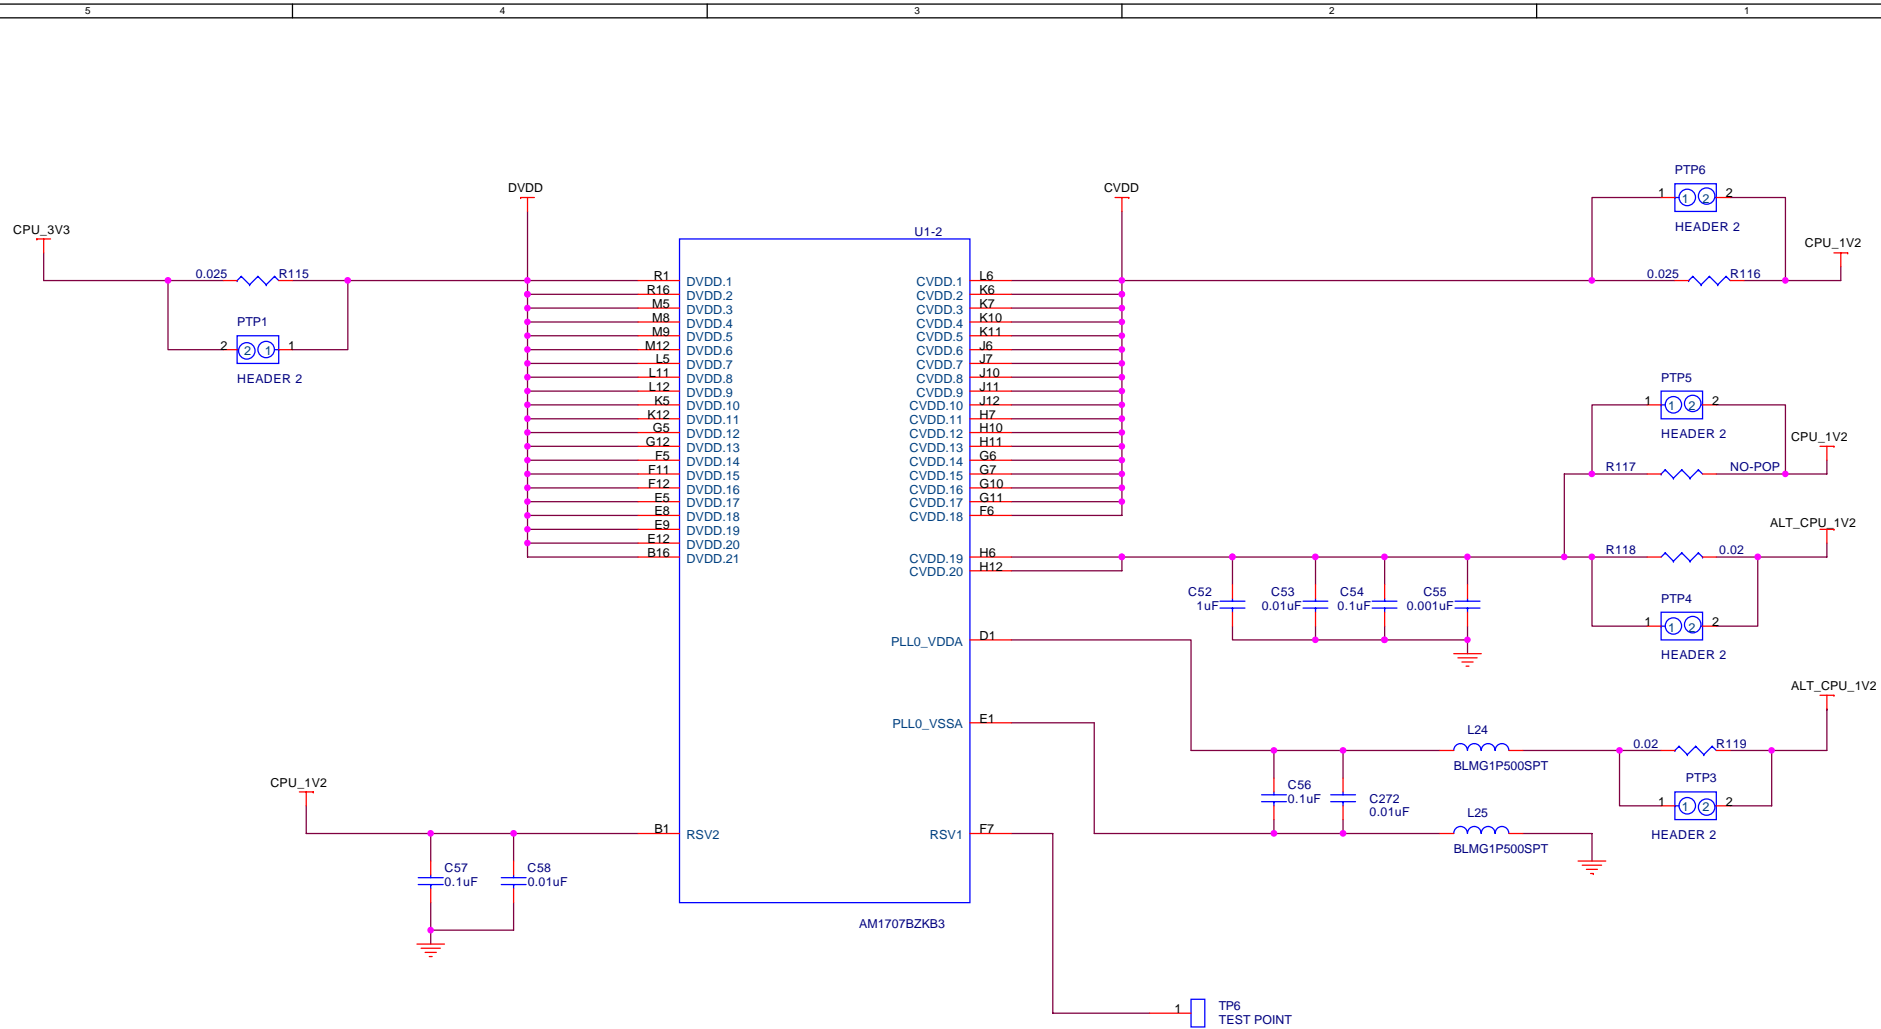 5 4 3 2 1
PTP6
1 1 2 2
HEADER 2
DVDD
CVDD
CPU_3V3
CPU_1V2
U1-2
0.025 R115
0.025 R116
PTP1
2 2 1 1
HEADER 2
R1 DVDD.1
R16 DVDD.2
M5 DVDD.3
M8 DVDD.4
M9 DVDD.5
M12 DVDD.6
L5 DVDD.7
L11 DVDD.8
L12 DVDD.9
K5 DVDD.10
K12 DVDD.11
G5 DVDD.12
G12 DVDD.13
F5 DVDD.14
F11 DVDD.15
F12 DVDD.16
E5 DVDD.17
E8 DVDD.18
E9 DVDD.19
E12 DVDD.20
B16 DVDD.21
CVDD.1 L6
CVDD.2 K6
CVDD.3 K7
CVDD.4 K10
CVDD.5 K11
CVDD.6 J6
CVDD.7 J7
CVDD.8 J10
CVDD.9 J11
CVDD.10 J12
CVDD.11 H7
CVDD.12 H10
CVDD.13 H11
CVDD.14 G6
CVDD.15 G7
CVDD.16 G10
CVDD.17 G11
CVDD.18 F6
CVDD.19 H6
CVDD.20 H12
PTP5
1 1 2 2
HEADER 2
CPU_1V2
R117 NO-POP
ALT_CPU_1V2
R118 0.02
C52
1uF
C53
0.01uF
C54
0.1uF
C55
0.001uF
PTP4
1 1 2 2
HEADER 2
PLL0_VDDA D1
ALT_CPU_1V2
PLL0_VSSA E1
L24
BLMG1P500SPT
0.02 R119
PTP3
1 1 2 2
HEADER 2
C56
0.1uF
C272
0.01uF
L25
BLMG1P500SPT
CPU_1V2
B1 RSV2
RSV1 F7
C57
0.1uF
C58
0.01uF
AM1707BZKB3
1 TP6
TEST POINT